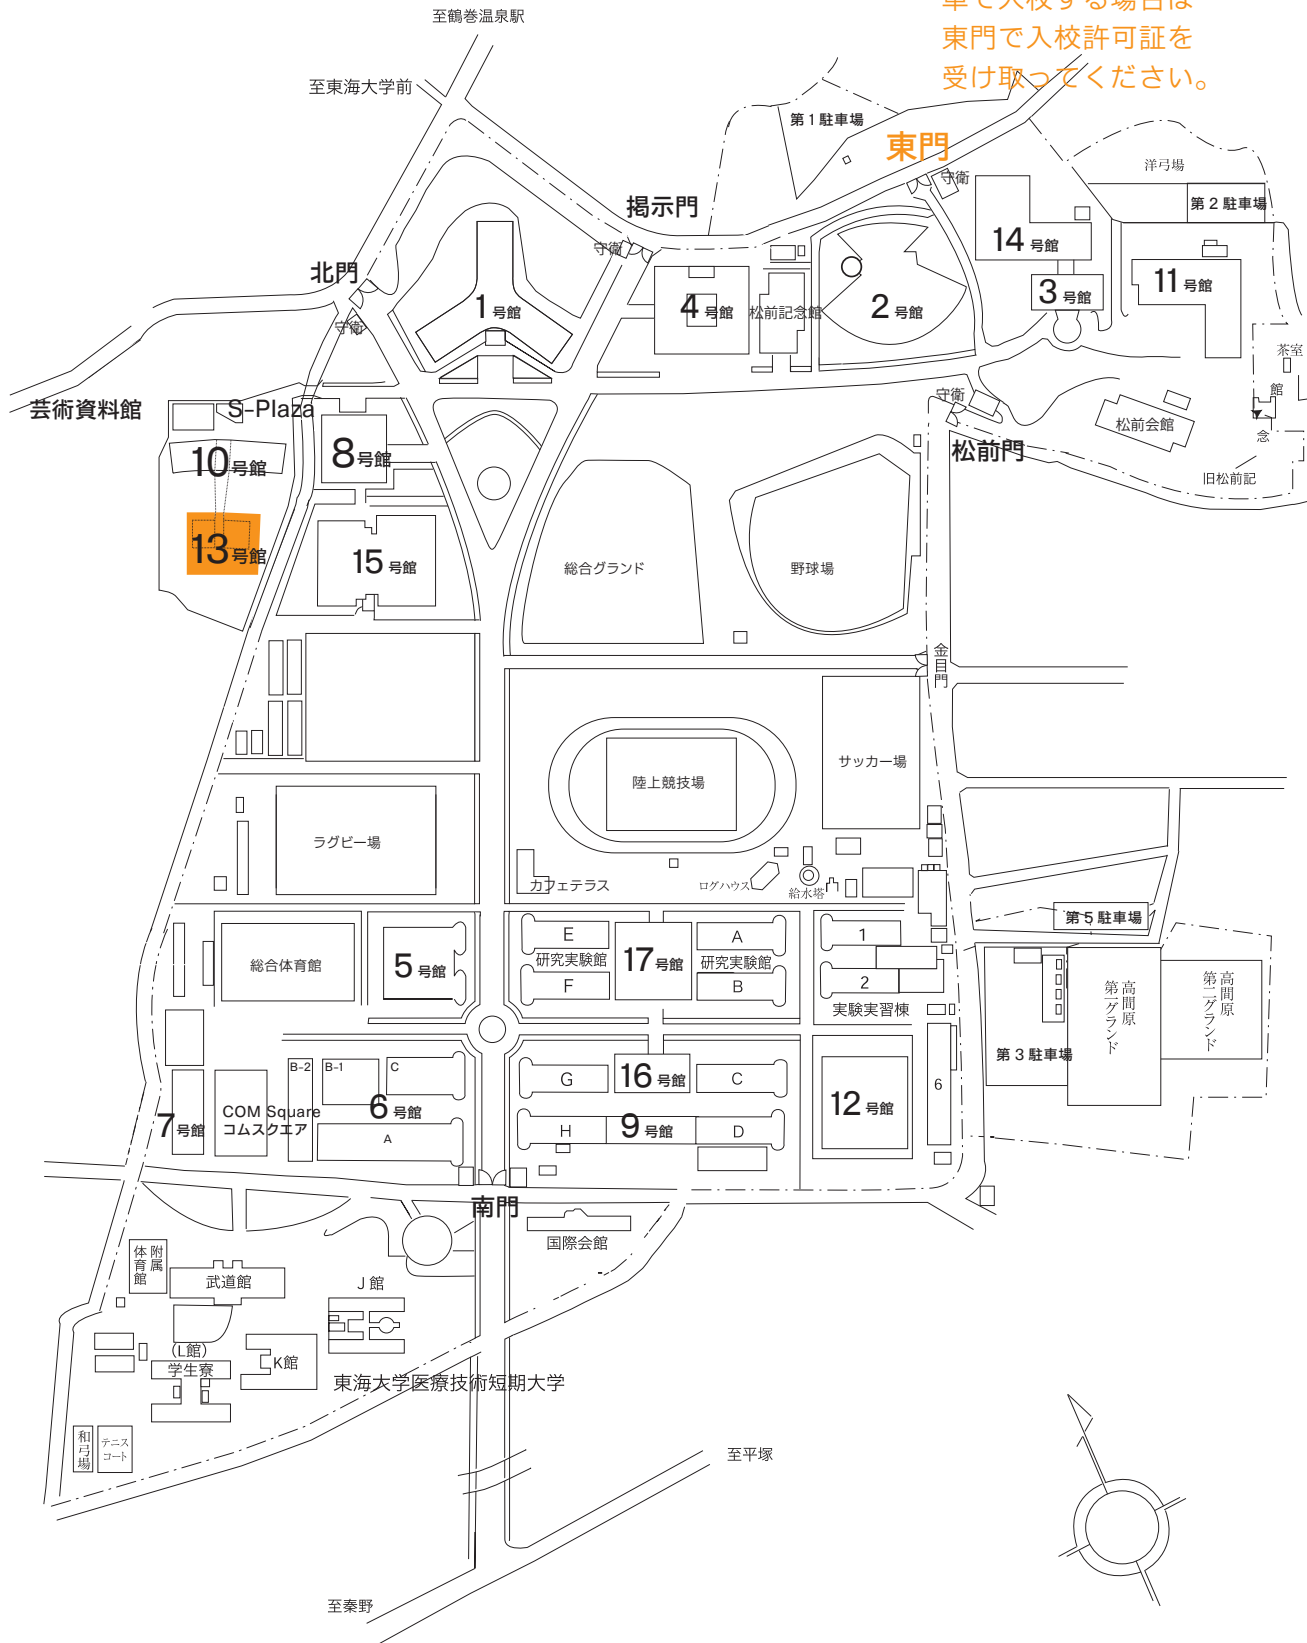 車で入校する場合は
東門で入校許可証を
受け取ってください。
至鶴巻温泉駅
至東海大学前
第1駐車場
東門
守衛
洋弓場
第2駐車場
掲示門
守衛
14号館
北門
守衛
1号館
4号館
松前記念館
2号館
3号館
11号館
茶室
芸術資料館
S-Plaza
守衛
松前門
松前会館
館
念
旧松前記
10号館
8号館
13号館
15号館
総合グランド
野球場
金目門
陸上競技場
サッカー場
ラグビー場
カフェテラス
ログハウス
給水塔
第5駐車場
総合体育館
5号館
E
研究実験館
F
17号館
A
研究実験館
B
1
2
実験実習棟
高間原
第一グランド
高間原
第二グランド
第3駐車場
B-2
B-1
C
6号館
A
7号館
COM Square
コムスクエア
G
16号館
C
H
9号館
D
12号館
6
南門
国際会館
附属
体育館
武道館
J館
(L館)
学生寮
K館
東海大学医療技術短期大学
和弓場
テニス
コート
至平塚
至秦野